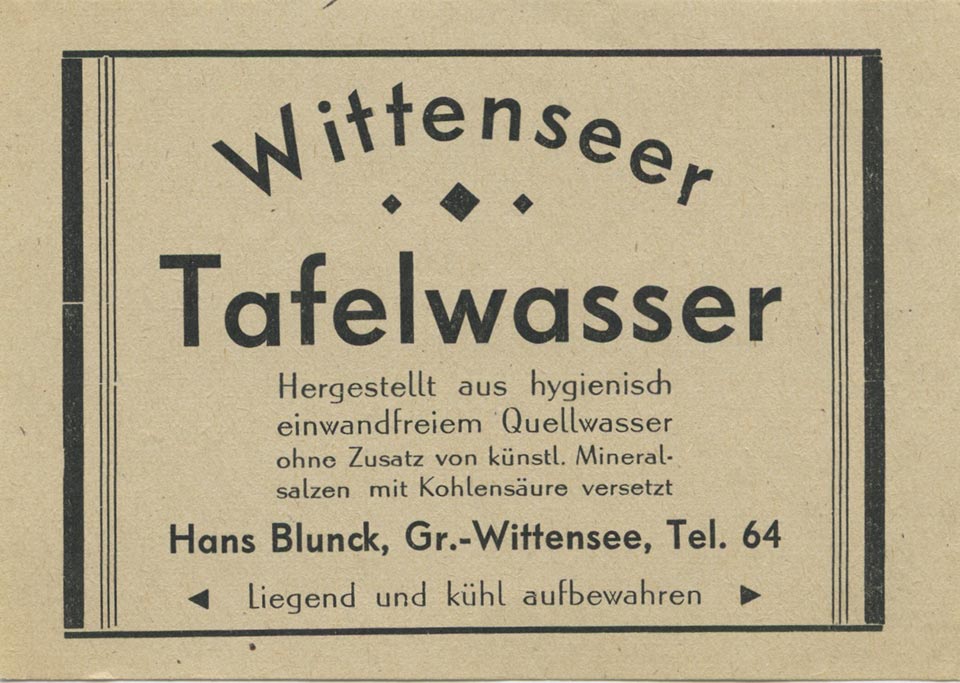 Wittenseer
Tafelwasser
Hergestellt aus hygienisch
einwandfreiem Quellwasser
ohne Zusatz von künstl. Mineral-
salzen mit Kohlensäure versetzt
Hans Blunck, Gr.-Wittensee, Tel. 64
Liegend und kühl aufbewahren